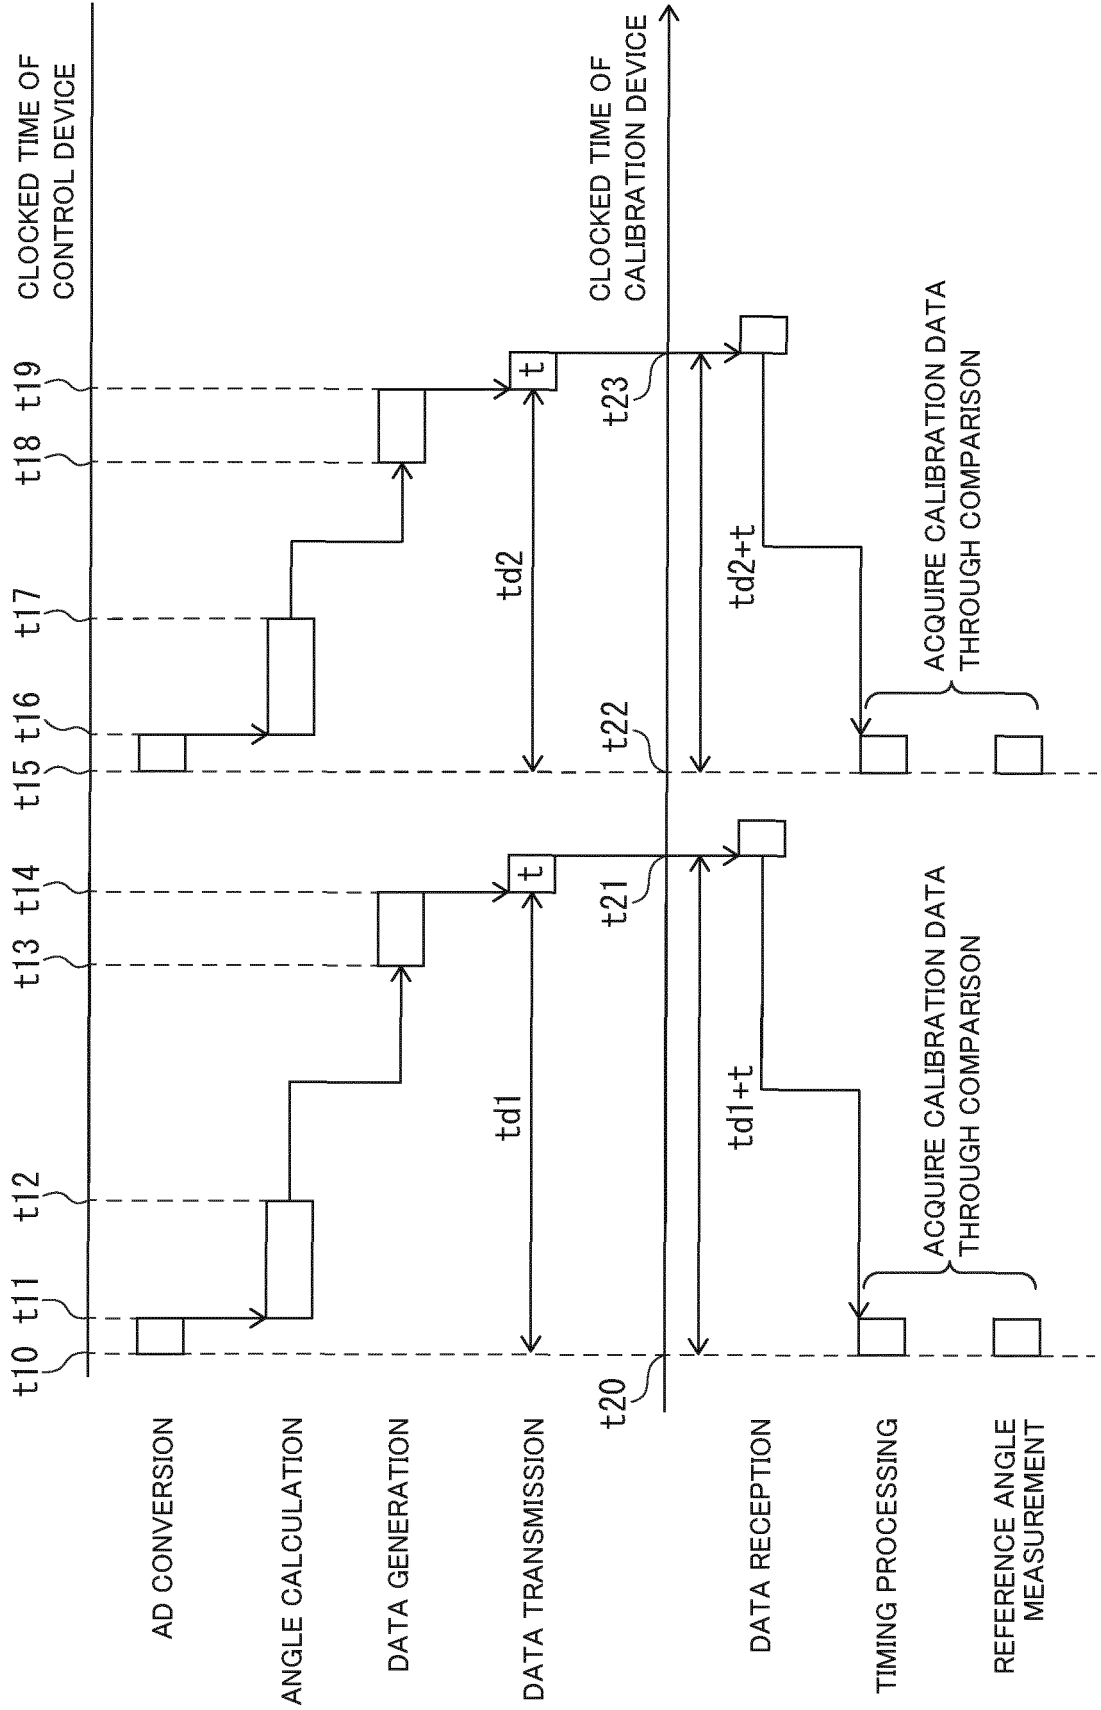 CLOCKED TIME OF
CONTROL DEVICE
t10
t11
t12
t13
t14
t15
t16
t17
t18
t19
AD CONVERSION
ANGLE CALCULATION
DATA GENERATION
DATA TRANSMISSION
td1
t
td2
t
CLOCKED TIME OF
CALIBRATION DEVICE
t20
t21
t22
t23
td1+t
td2+t
DATA RECEPTION
TIMING PROCESSING
ACQUIRE CALIBRATION DATA
THROUGH COMPARISON
ACQUIRE CALIBRATION DATA
THROUGH COMPARISON
REFERENCE ANGLE
MEASUREMENT